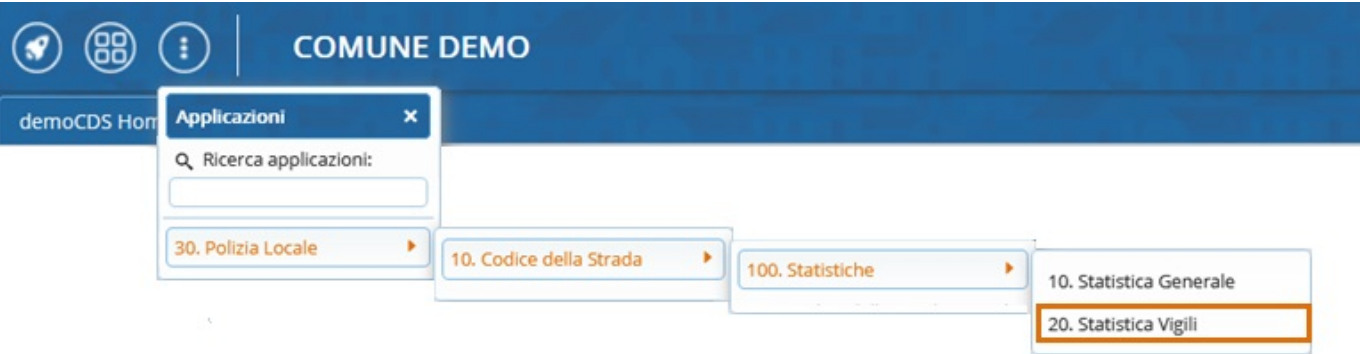 COMUNE DEMO
demoCDS Hom
Applicazioni
Ricerca applicazioni:
30. Polizia Locale
10. Codice della Strada
100. Statistiche
10. Statistica Generale
20. Statistica Vigili